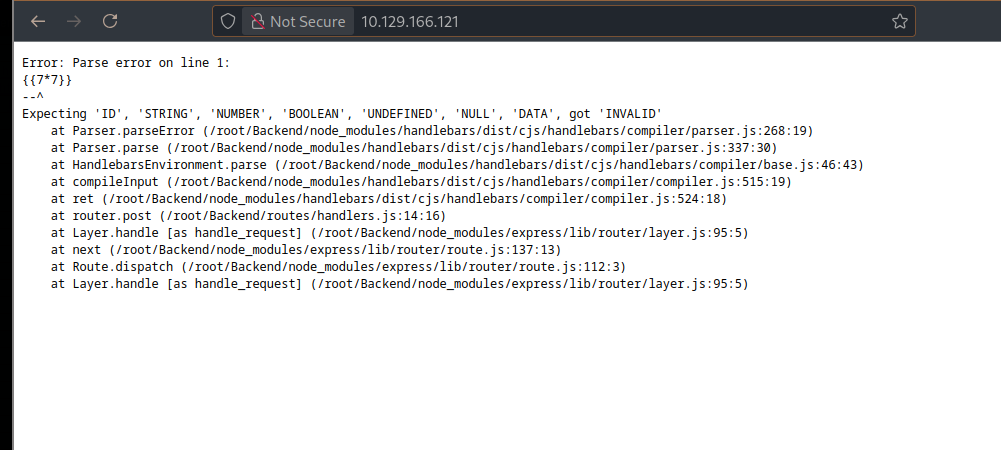 Not Secure 10.129.166.121
Error: Parse error on line 1:
{{7*7}}
--^
Expecting 'ID', 'STRING', 'NUMBER', 'BOOLEAN', 'UNDEFINED', 'NULL', 'DATA', got 'INVALID'
at Parser.parseError (/root/Backend/node_modules/handlebars/dist/cjs/handlebars/compiler/parser.js:268:19)
at Parser.parse (/root/Backend/node_modules/handlebars/dist/cjs/handlebars/compiler/parser.js:337:30)
at HandlebarsEnvironment.parse (/root/Backend/node_modules/handlebars/dist/cjs/handlebars/compiler/base.js:46:43)
at compileInput (/root/Backend/node_modules/handlebars/dist/cjs/handlebars/compiler/compiler.js:515:19)
at ret (/root/Backend/node_modules/handlebars/dist/cjs/handlebars/compiler/compiler.js:524:18)
at router.post (/root/Backend/routes/handlers.js:14:16)
at Layer.handle [as handle_request] (/root/Backend/node_modules/express/lib/router/layer.js:95:5)
at next (/root/Backend/node_modules/express/lib/router/route.js:137:13)
at Route.dispatch (/root/Backend/node_modules/express/lib/router/route.js:112:3)
at Layer.handle [as handle_request] (/root/Backend/node_modules/express/lib/router/layer.js:95:5)